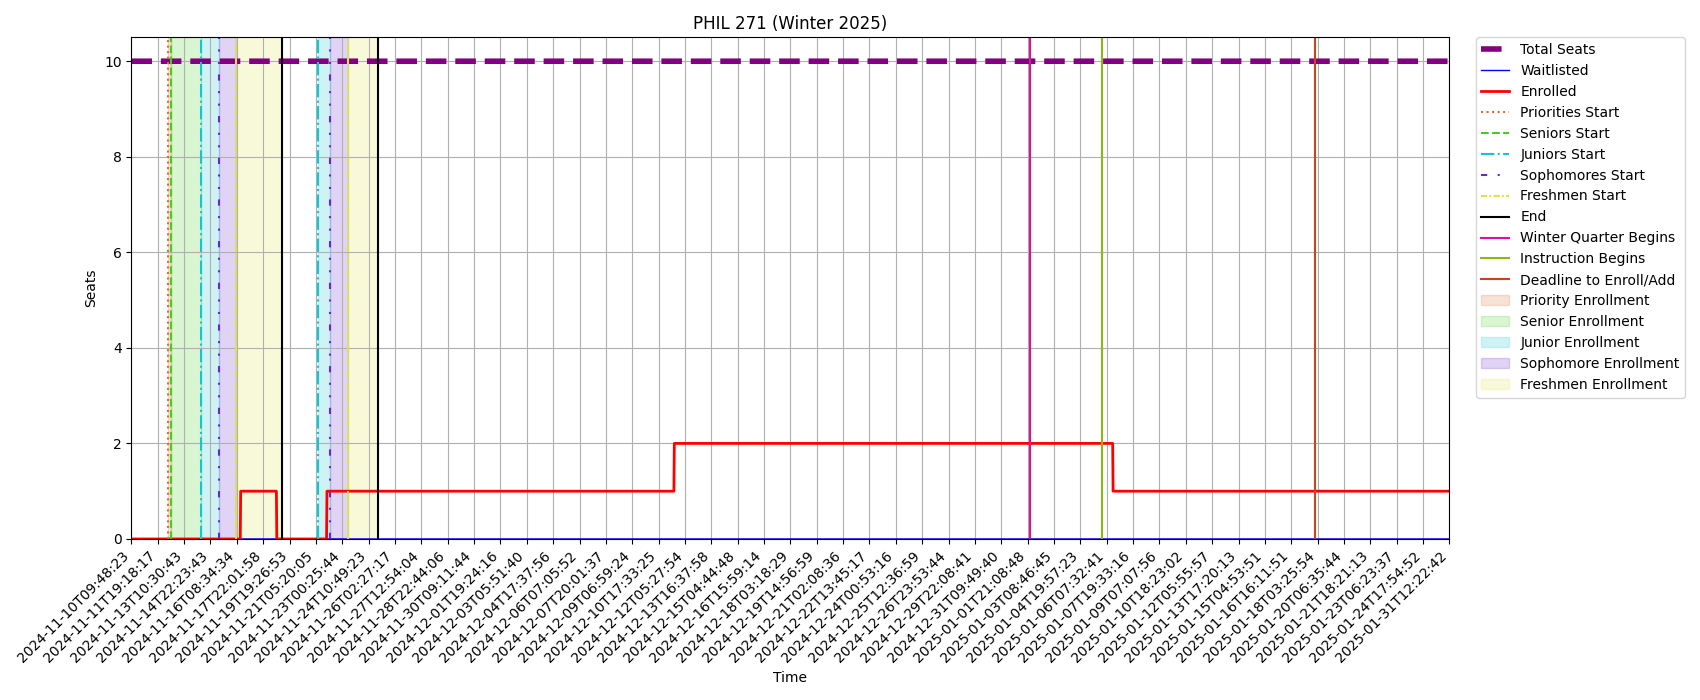 PHIL 271 (Winter 2025)
Seats
10
8
6
4
2
0
2024-11-10T09:48:23
2024-11-11T19:18:17
2024-11-13T10:30:43
2024-11-14T22:23:43
2024-11-16T08:34:34
2024-11-17T22:01:58
2024-11-19T19:26:53
2024-11-21T05:20:05
2024-11-23T00:25:44
2024-11-24T10:49:23
2024-11-26T02:27:17
2024-11-27T12:54:04
2024-11-28T22:44:06
2024-11-30T09:11:44
2024-12-01T19:24:16
2024-12-03T05:51:40
2024-12-04T17:37:56
2024-12-06T07:05:52
2024-12-07T20:01:37
2024-12-09T06:59:24
2024-12-10T17:33:25
2024-12-12T05:27:54
2024-12-13T16:37:58
2024-12-15T04:44:48
2024-12-16T15:59:14
2024-12-18T03:18:29
2024-12-19T14:56:59
2024-12-21T02:08:36
2024-12-22T13:45:17
2024-12-24T00:53:16
2024-12-25T12:36:59
2024-12-26T23:53:44
2024-12-29T22:08:41
2024-12-31T09:49:40
2025-01-01T21:08:48
2025-01-03T08:46:45
2025-01-04T19:57:23
2025-01-06T07:32:41
2025-01-07T19:33:16
2025-01-09T07:07:56
2025-01-10T18:23:02
2025-01-12T05:55:57
2025-01-13T17:20:13
2025-01-15T04:53:51
2025-01-16T16:11:51
2025-01-18T03:25:54
2025-01-20T06:35:44
2025-01-21T18:21:13
2025-01-23T06:23:37
2025-01-24T17:54:52
2025-01-31T12:22:42
Time
Total Seats
Waitlisted
Enrolled
Priorities Start
Seniors Start
Juniors Start
Sophomores Start
Freshmen Start
End
Winter Quarter Begins
Instruction Begins
Deadline to Enroll/Add
Priority Enrollment
Senior Enrollment
Junior Enrollment
Sophomore Enrollment
Freshmen Enrollment